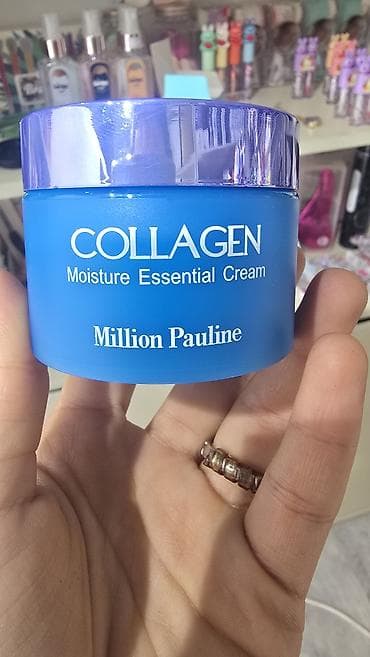 COLLAGEN
Moisture Essential Cream
Million Pauline